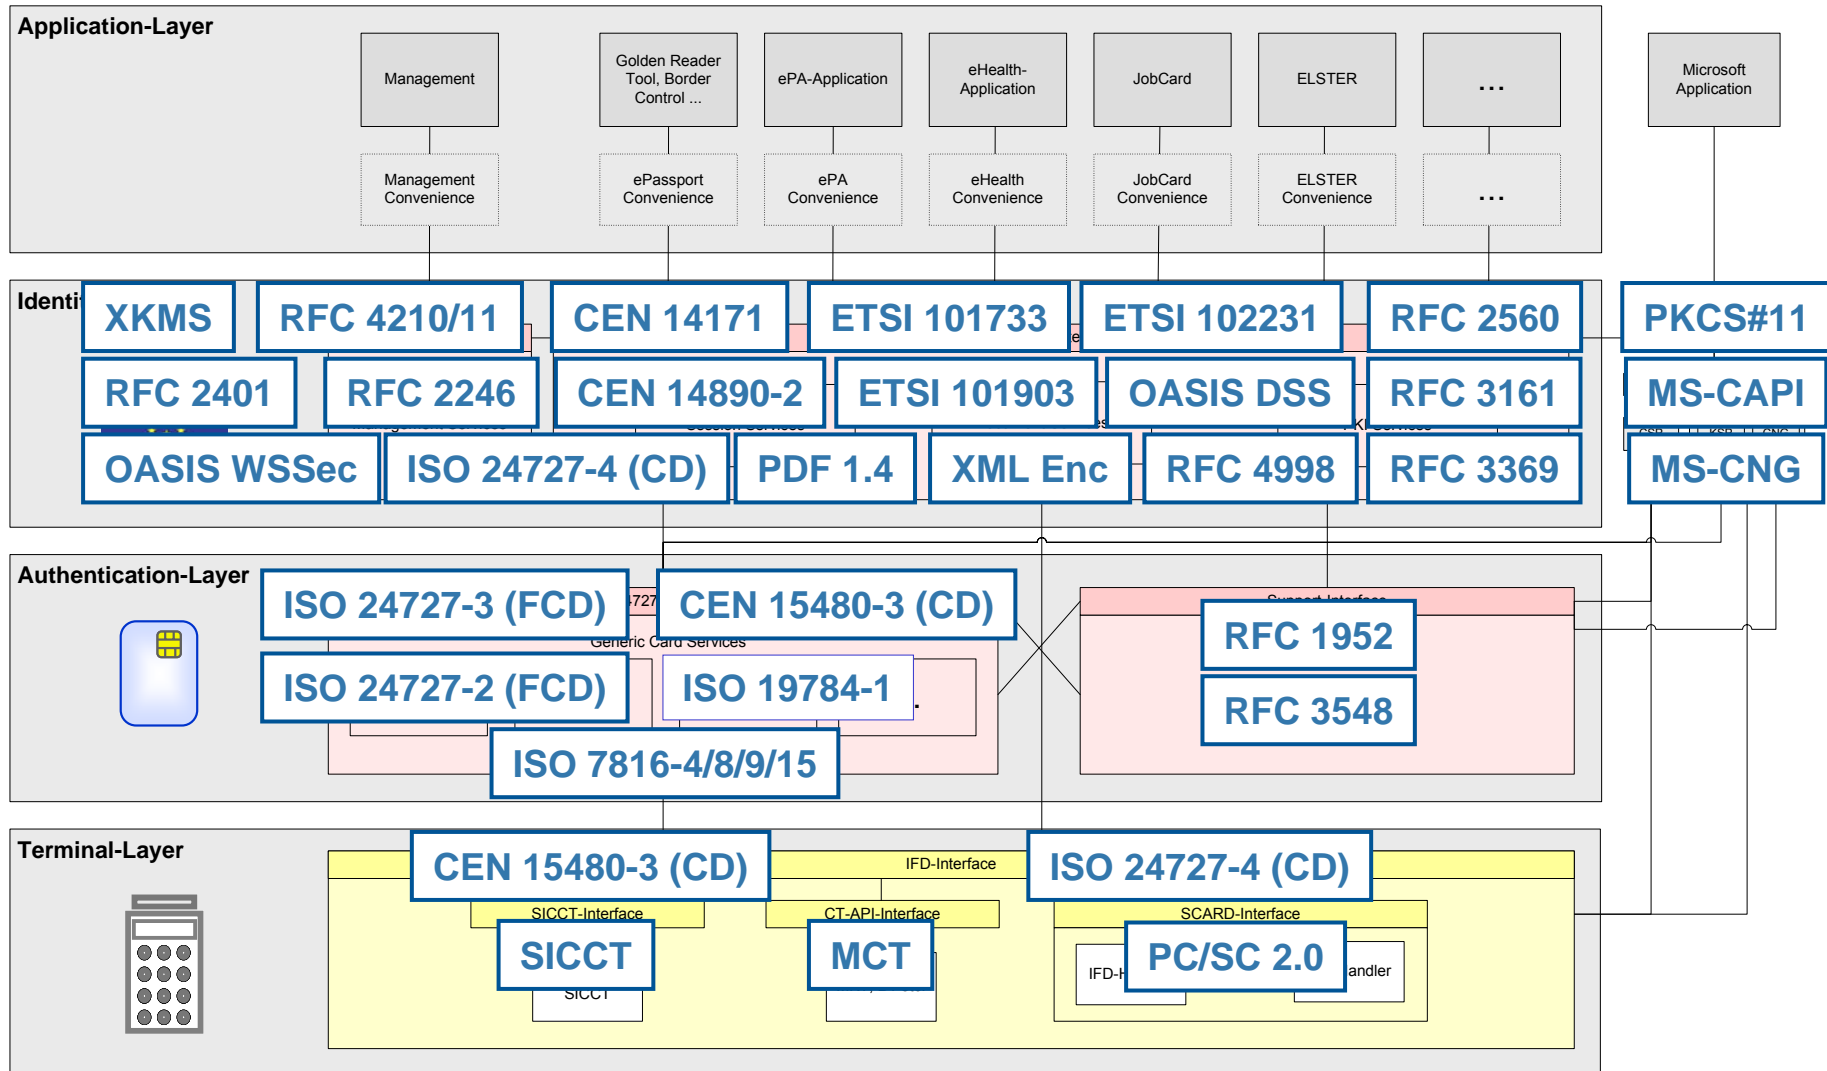 Application-Layer
Management
Golden Reader
Tool, Border
Control ...
ePA-Application
eHealth-
Application
JobCard
ELSTER
...
Microsoft
Application
Management
Convenience
ePassport
Convenience
ePA
Convenience
eHealth
Convenience
JobCard
Convenience
ELSTER
Convenience
...
XKMS
RFC 4210/11
CEN 14171
ETSI 101733
ETSI 102231
RFC 2560
PKCS#11
RFC 2401
RFC 2246
CEN 14890-2
ETSI 101903
OASIS DSS
RFC 3161
MS-CAPI
OASIS WSSec
ISO 24727-4 (CD)
PDF 1.4
XML Enc
RFC 4998
RFC 3369
MS-CNG
Authentication-Layer
ISO 24727-3 (FCD)
CEN 15480-3 (CD)
Support-Interface
Generic Card Services
RFC 1952
ISO 24727-2 (FCD)
ISO 19784-1
RFC 3548
ISO 7816-4/8/9/15
Terminal-Layer
CEN 15480-3 (CD)
IFD-Interface
ISO 24727-4 (CD)
SICCT-Interface
CT-API-Interface
SCARD-Interface
SICCT
MCT
PC/SC 2.0
SICCT